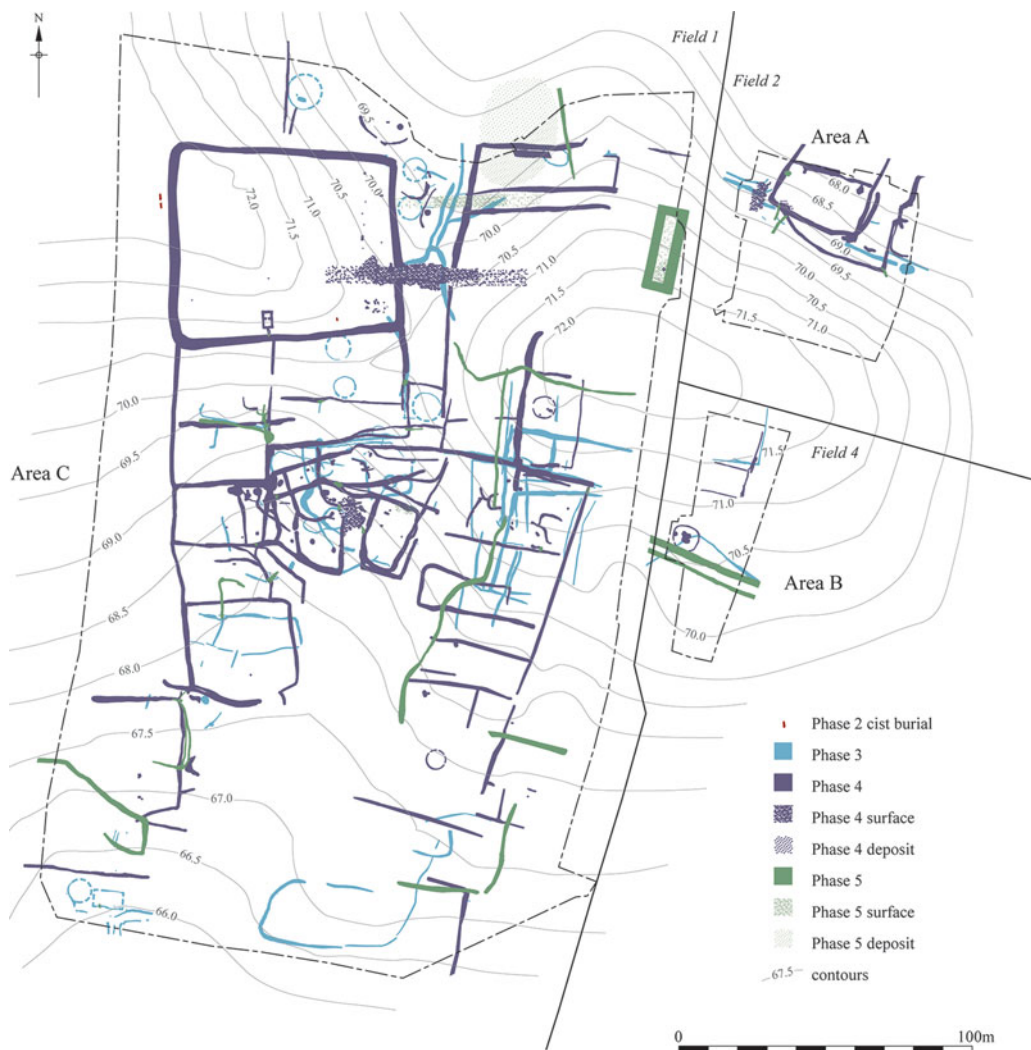 N
Field 1
Field 2
Area A
69.5
70.0
70.5
71.0
71.5
72.0
68.0
68.5
69.0
69.5
70.0
70.5
71.0
71.5
70.0
70.5
71.0
71.5
72.0
70.0
69.5
Area C
69.0
68.5
68.0
67.5
67.0
66.5
66.0
Field 4
71.5
71.0
70.5
Area B
70.0
Phase 2 cist burial
Phase 3
Phase 4
Phase 4 surface
Phase 4 deposit
Phase 5
Phase 5 surface
Phase 5 deposit
67.5 contours
0 100m